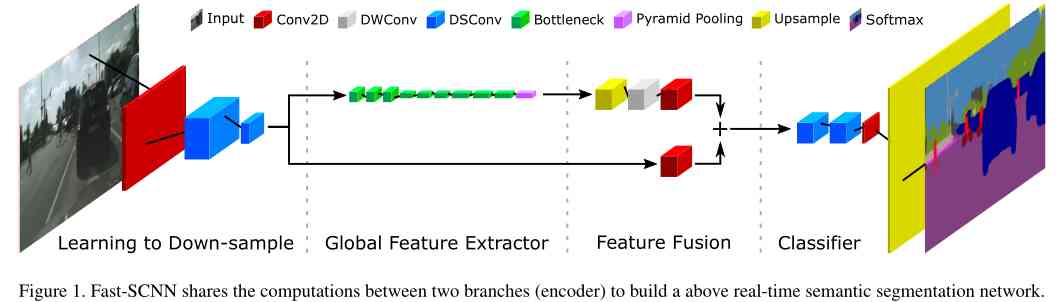 Input Conv2D DWConv DSConv Bottleneck Pyramid Pooling Upsample Softmax
Learning to Down-sample Global Feature Extractor Feature Fusion Classifier
Figure 1. Fast-SCNN shares the computations between two branches (encoder) to build a above real-time semantic segmentation network.